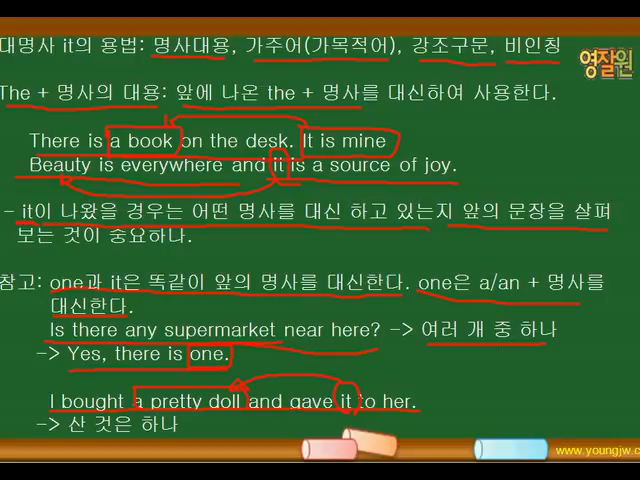 대명사 it의 용법: 명사대용, 가주어(가목적어), 강조구문, 비인칭
영잘원
The + 명사의 대용: 앞에 나온 the + 명사를 대신하여 사용한다.
There is a book on the desk. It is mine
Beauty is everywhere and it is a source of joy.
- it이 나왔을 경우는 어떤 명사를 대신 하고 있는지 앞의 문장을 살펴
보는 것이 중요하나.
참고: one과 it은 똑같이 앞의 명사를 대신한다. one은 a/an + 명사를
대신한다.
Is there any supermarket near here? -> 여러 개 중 하나
-> Yes, there is one.
I bought a pretty doll and gave it to her.
-> 산 것은 하나
www.youngjw.c